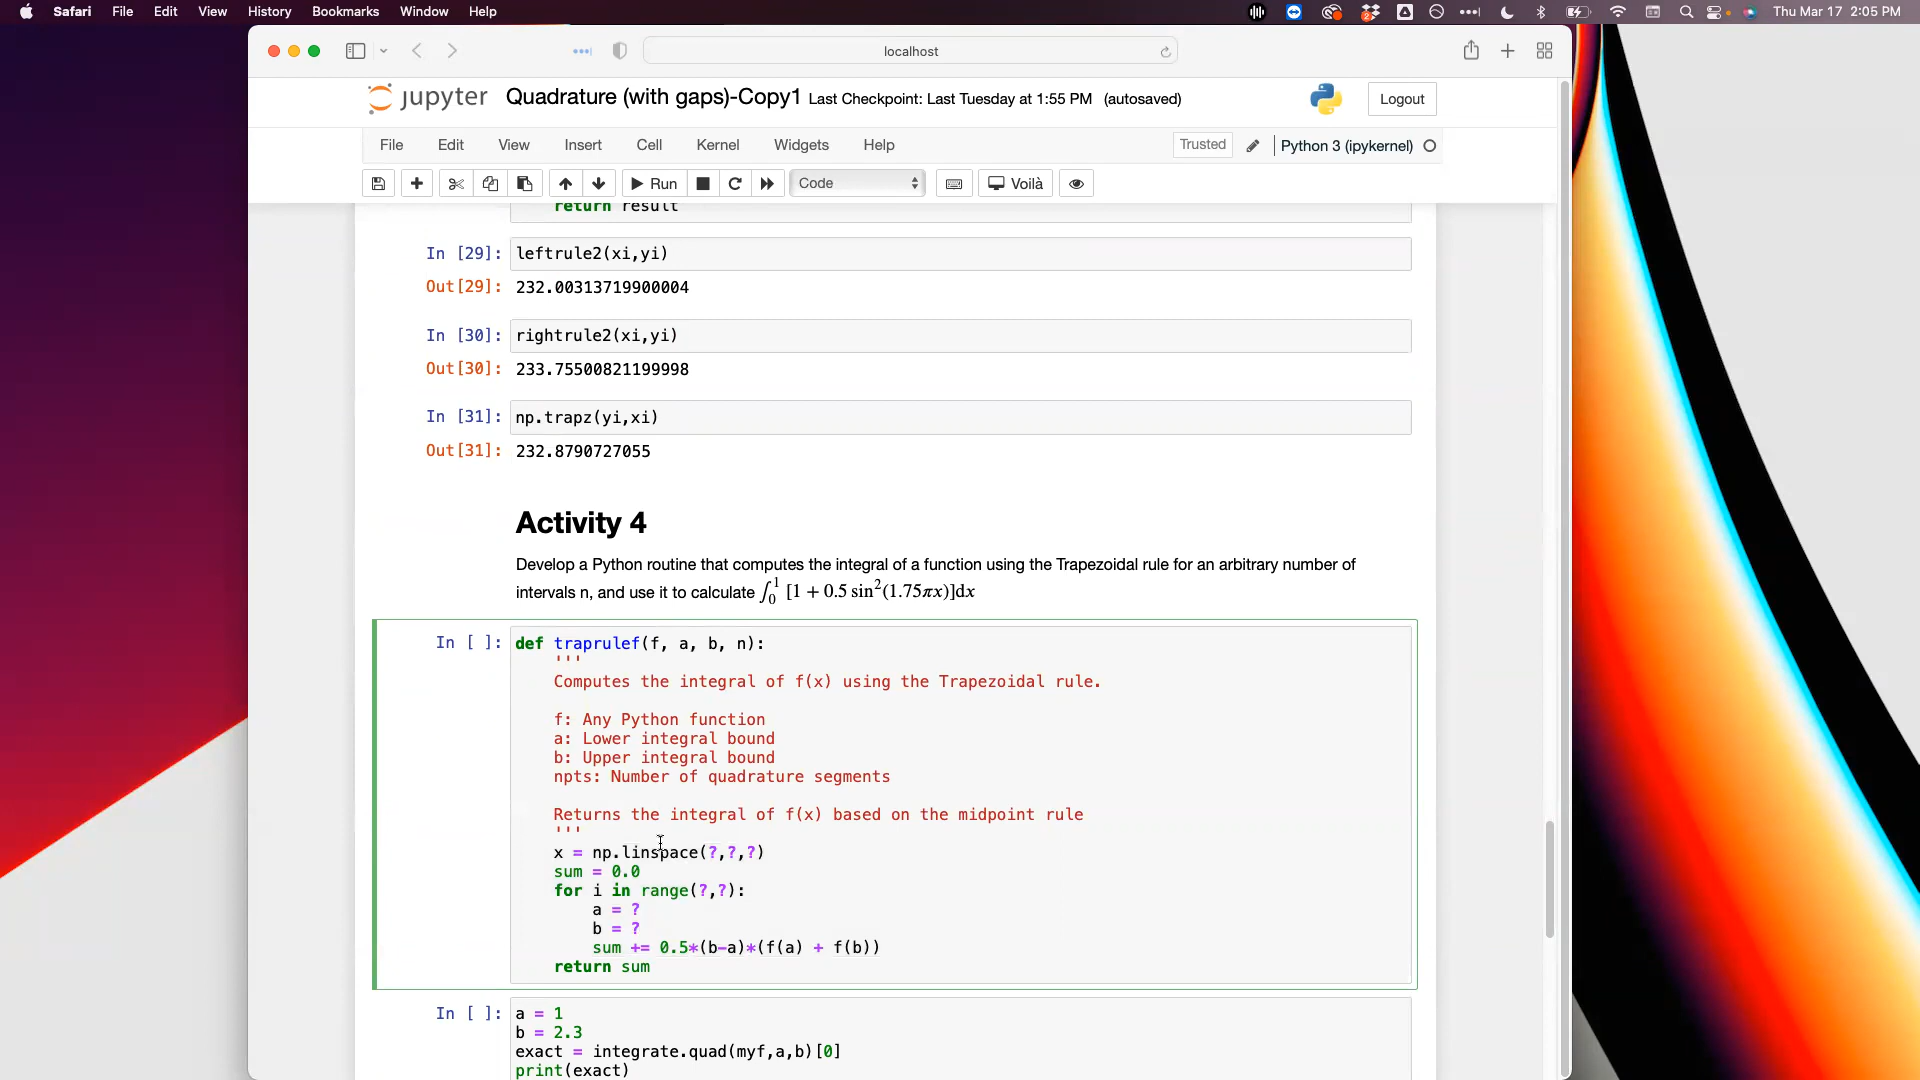 Safari File Edit View History Bookmarks Window Help Thu Mar 17 2:05 PM
localhost
jupyter Quadrature (with gaps)-Copy1 Last Checkpoint: Last Tuesday at 1:55 PM (autosaved) Logout
File Edit View Insert Cell Kernel Widgets Help Trusted Python 3 (ipykernel)
Run Code Voilà
return result
In [29]: leftrule2(xi,yi)
Out[29]: 232.00313719900004
In [30]: rightrule2(xi,yi)
Out[30]: 233.75500821199998
In [31]: np.trapz(yi,xi)
Out[31]: 232.8790727055
Activity 4
Develop a Python routine that computes the integral of a function using the Trapezoidal rule for an arbitrary number of
intervals n, and use it to calculate ∫₀¹ [1 + 0.5 sin²(1.75πx)]dx
In [ ]: def traprulef(f, a, b, n):
'''
Computes the integral of f(x) using the Trapezoidal rule.
f: Any Python function
a: Lower integral bound
b: Upper integral bound
npts: Number of quadrature segments
Returns the integral of f(x) based on the midpoint rule
'''
x = np.linspace(?,?,?)
sum = 0.0
for i in range(?,?):
a = ?
b = ?
sum += 0.5*(b-a)*(f(a) + f(b))
return sum
In [ ]: a = 1
b = 2.3
exact = integrate.quad(myf,a,b)[0]
print(exact)